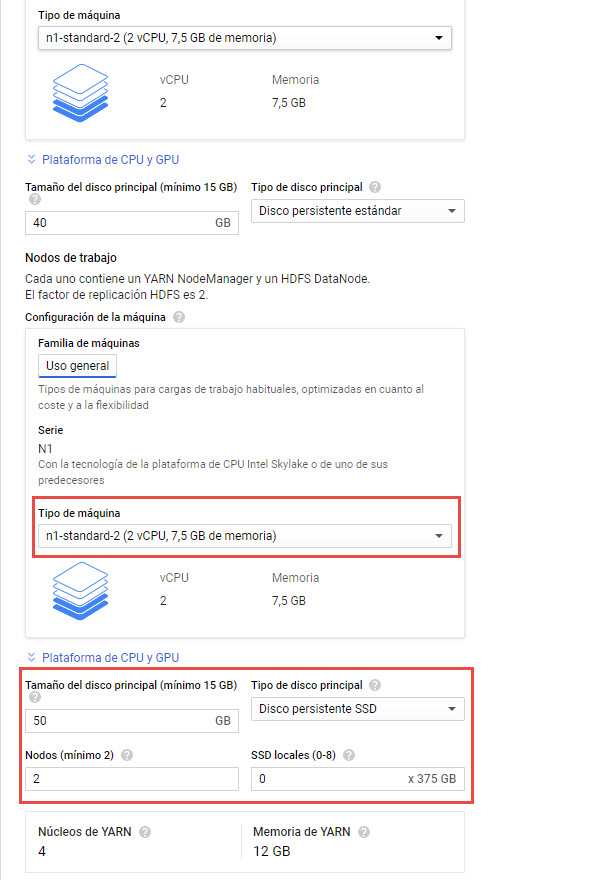 Tipo de máquina
n1-standard-2 (2 vCPU, 7,5 GB de memoria)
vCPU Memoria
2 7,5 GB
Plataforma de CPU y GPU
Tamaño del disco principal (mínimo 15 GB) Tipo de disco principal ?
?
40 GB Disco persistente estándar
Nodos de trabajo
Cada uno contiene un YARN NodeManager y un HDFS DataNode.
El factor de replicación HDFS es 2.
Configuración de la máquina ?
Familia de máquinas
Uso general
Tipos de máquinas para cargas de trabajo habituales, optimizadas en cuanto al
coste y a la flexibilidad
Serie
N1
Con la tecnología de la plataforma de CPU Intel Skylake o de uno de sus
predecesores
Tipo de máquina
n1-standard-2 (2 vCPU, 7,5 GB de memoria)
vCPU Memoria
2 7,5 GB
Plataforma de CPU y GPU
Tamaño del disco principal (mínimo 15 GB) Tipo de disco principal ?
?
50 GB Disco persistente SSD
Nodos (mínimo 2) ? SSD locales (0-8) ?
2 0 x 375 GB
Núcleos de YARN ? Memoria de YARN ?
4 12 GB